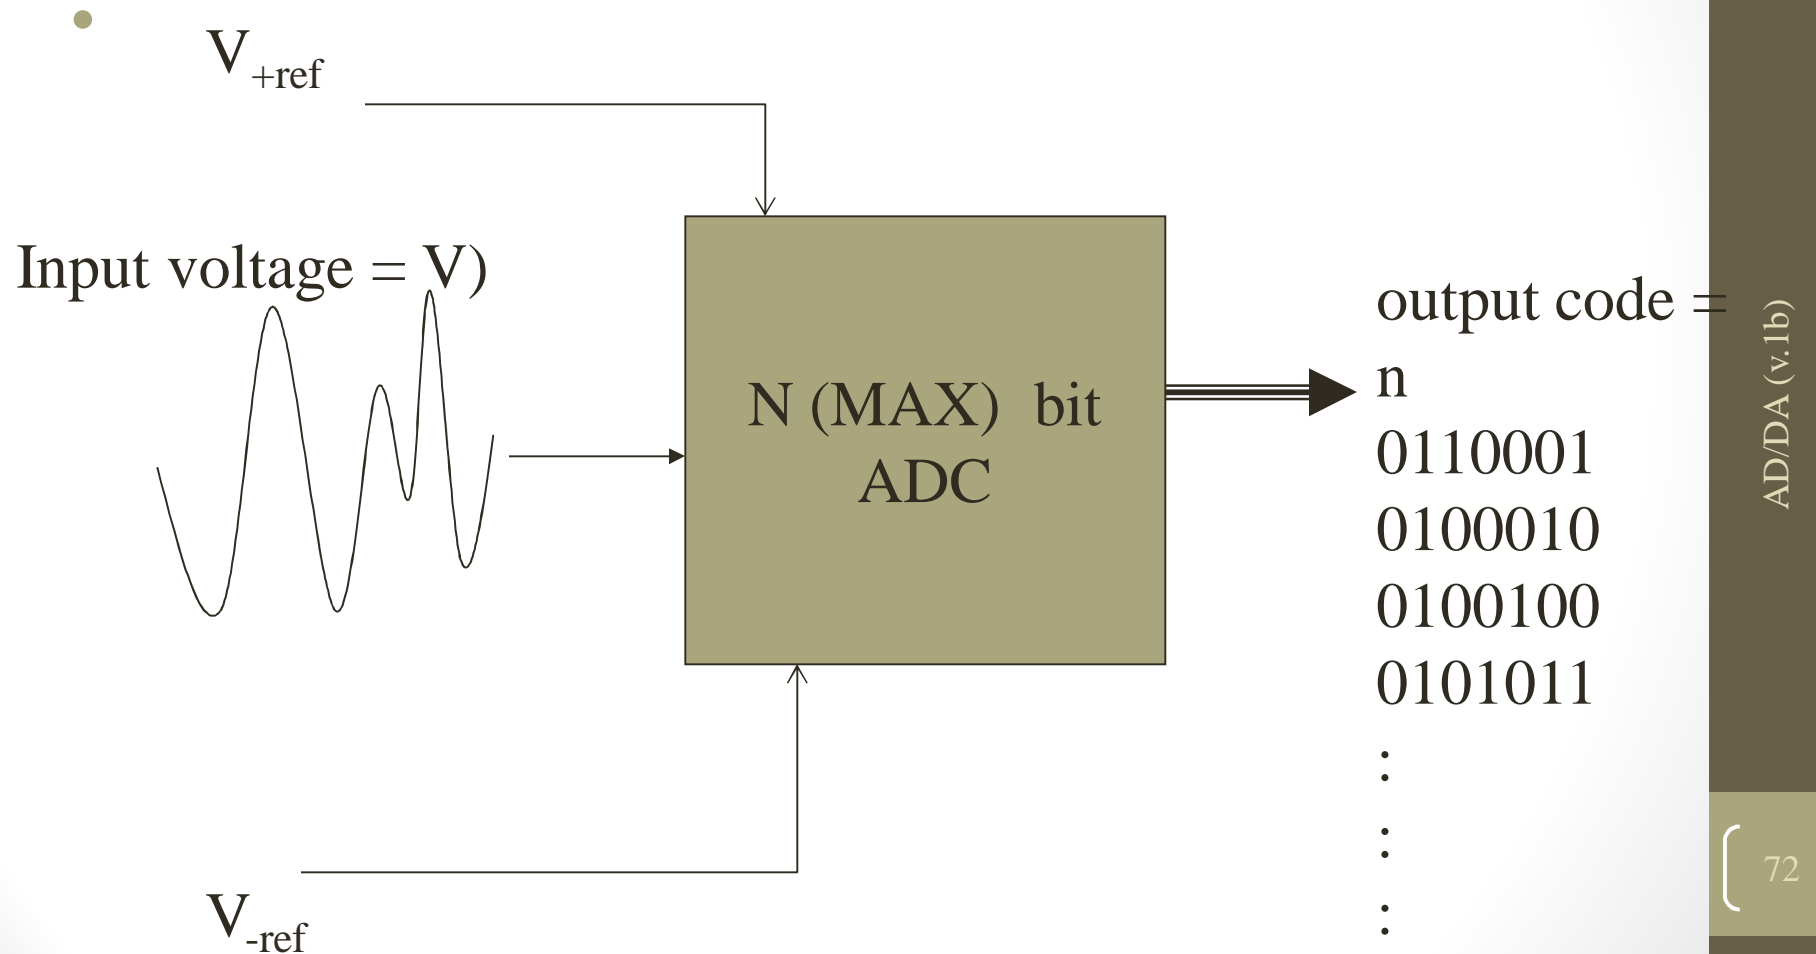 V+ref
Input voltage = V)
N (MAX) bit
ADC
output code =
n
0110001
0100010
0100100
0101011
:
:
:
V-ref
AD/DA (v.1b)
72